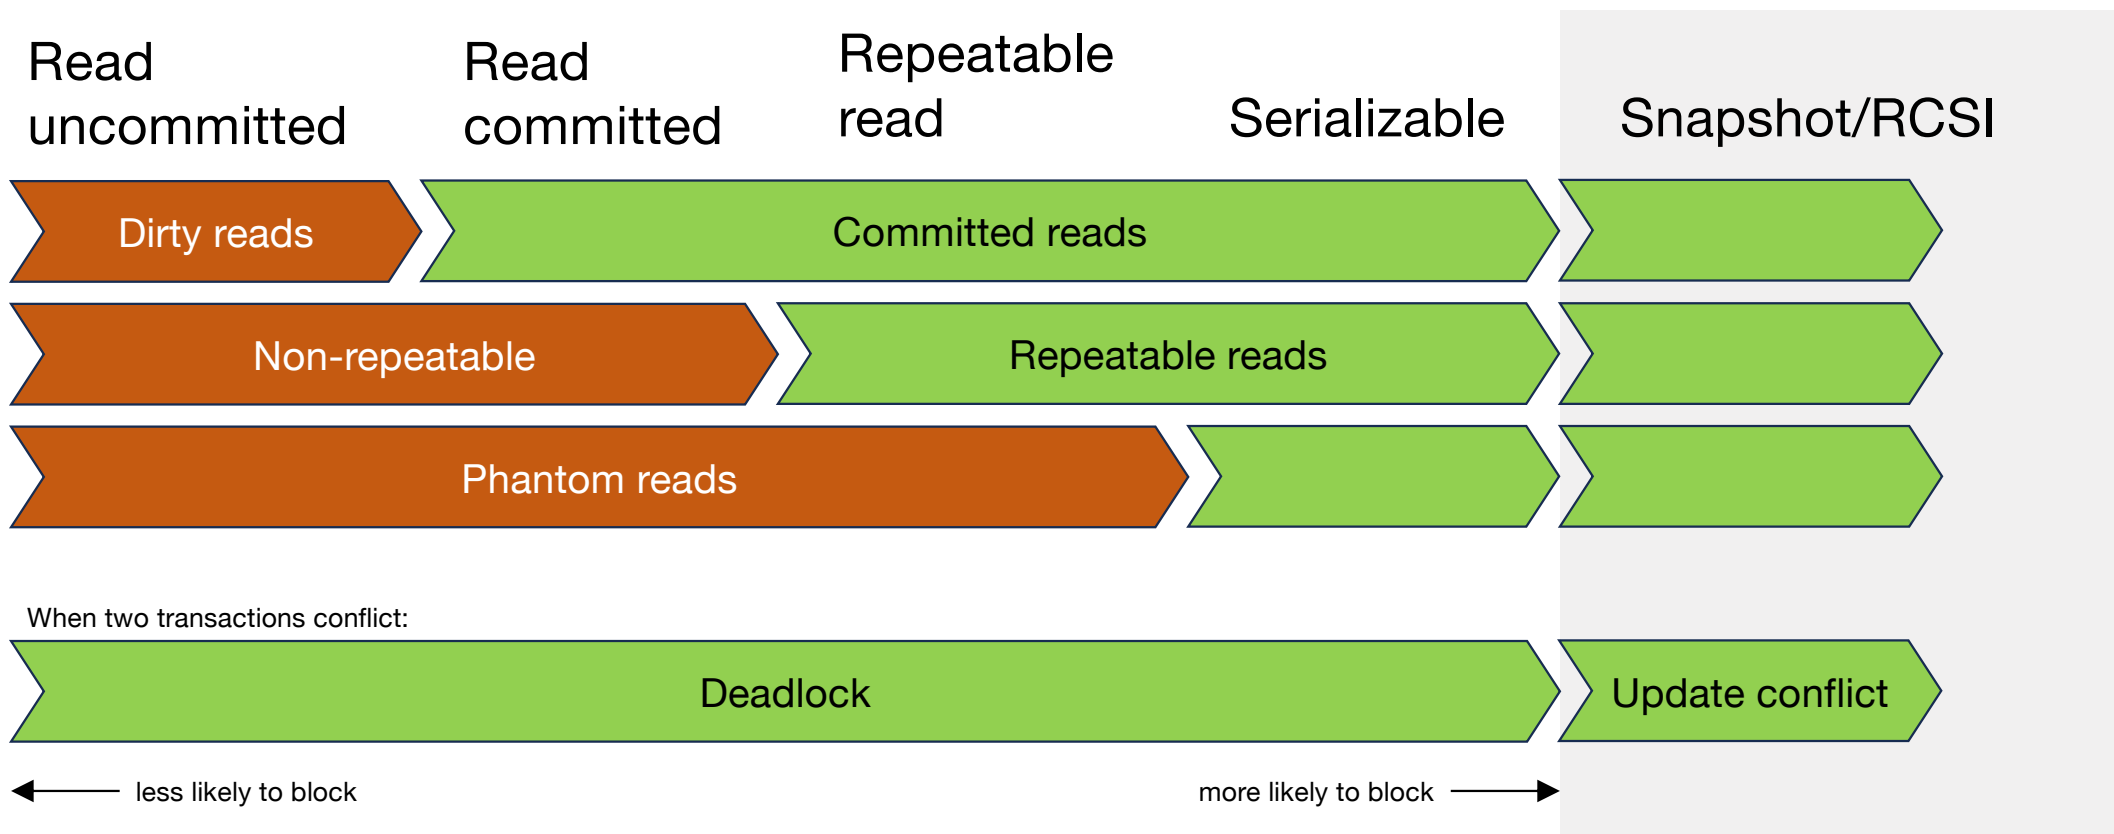 Read
uncommitted
Read
committed
Repeatable
read
Serializable
Snapshot/RCSI
Dirty reads
Committed reads
Non-repeatable
Repeatable reads
Phantom reads
When two transactions conflict:
Deadlock
Update conflict
less likely to block
more likely to block